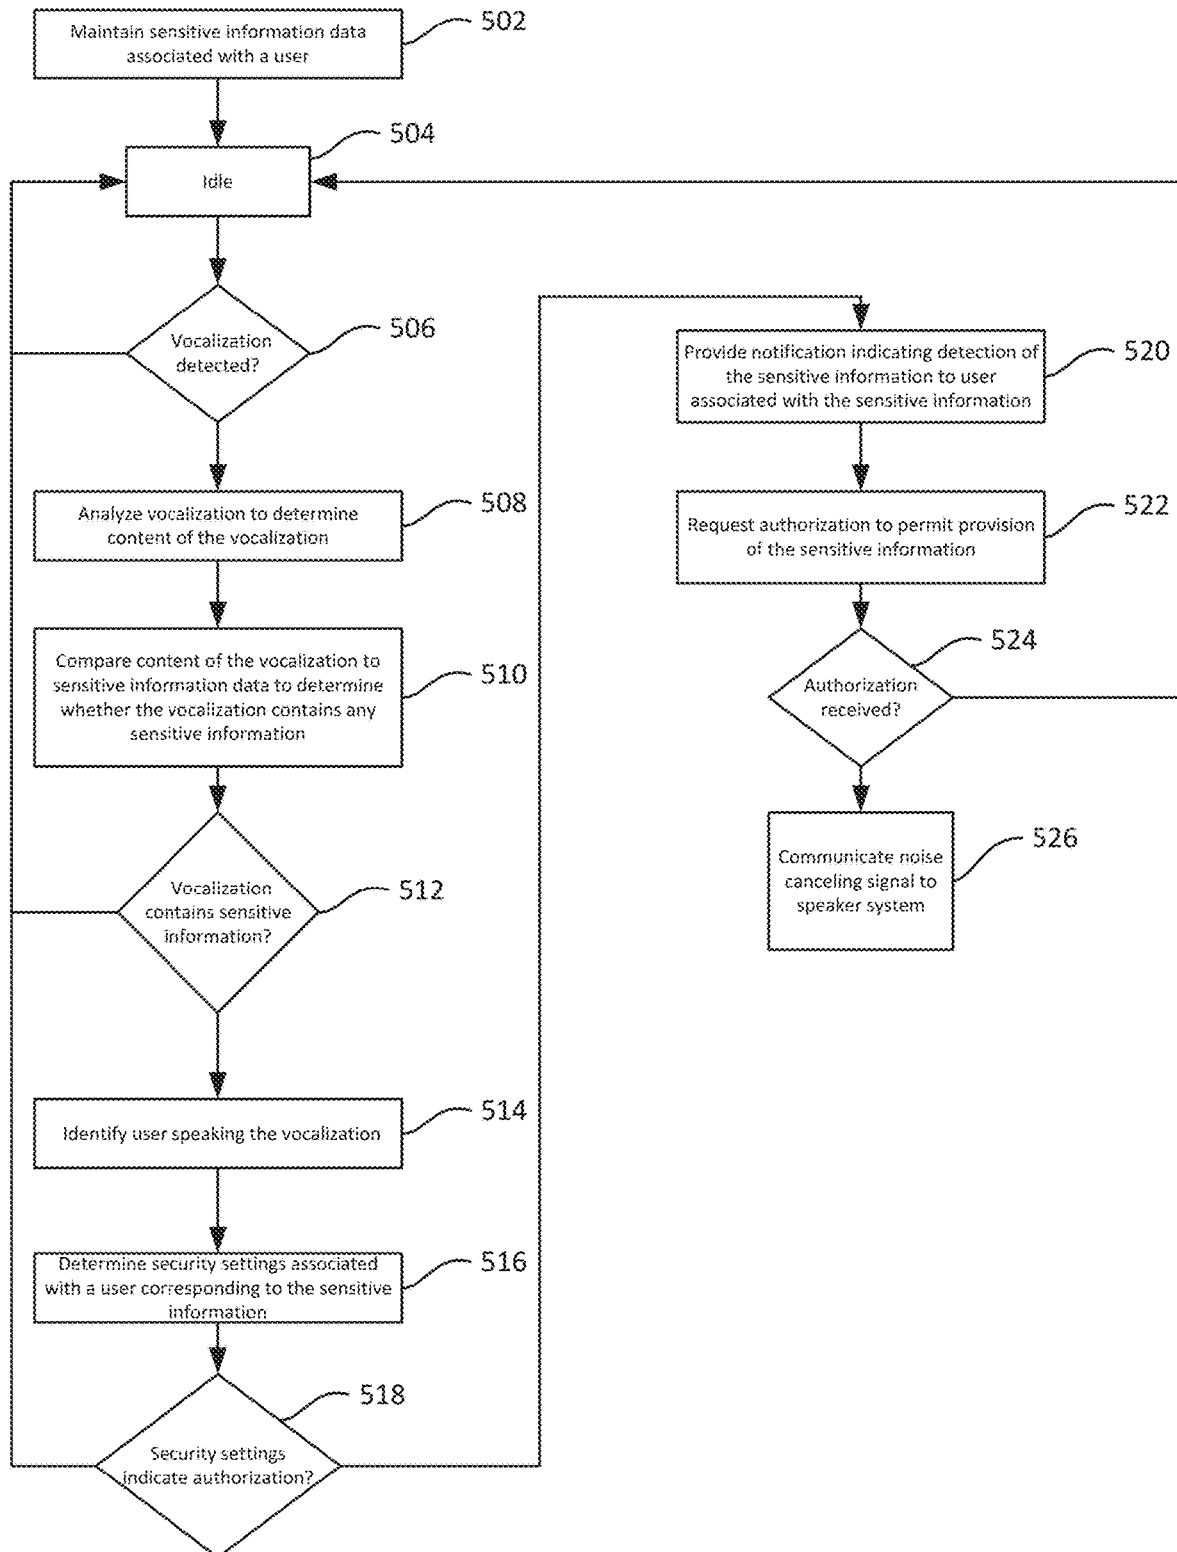 Maintain sensitive information data
associated with a user
502
504
Idle
Vocalization
detected?
506
Analyze vocalization to determine
content of the vocalization
508
Compare content of the vocalization to
sensitive information data to determine
whether the vocalization contains any
sensitive information
510
Vocalization
contains sensitive
information?
512
Identify user speaking the vocalization
514
Determine security settings associated
with a user corresponding to the sensitive
information
516
518
Security settings
indicate authorization?
Provide notification indicating detection of
the sensitive information to user
associated with the sensitive information
520
Request authorization to permit provision
of the sensitive information
522
524
Authorization
received?
526
Communicate noise
canceling signal to
speaker system